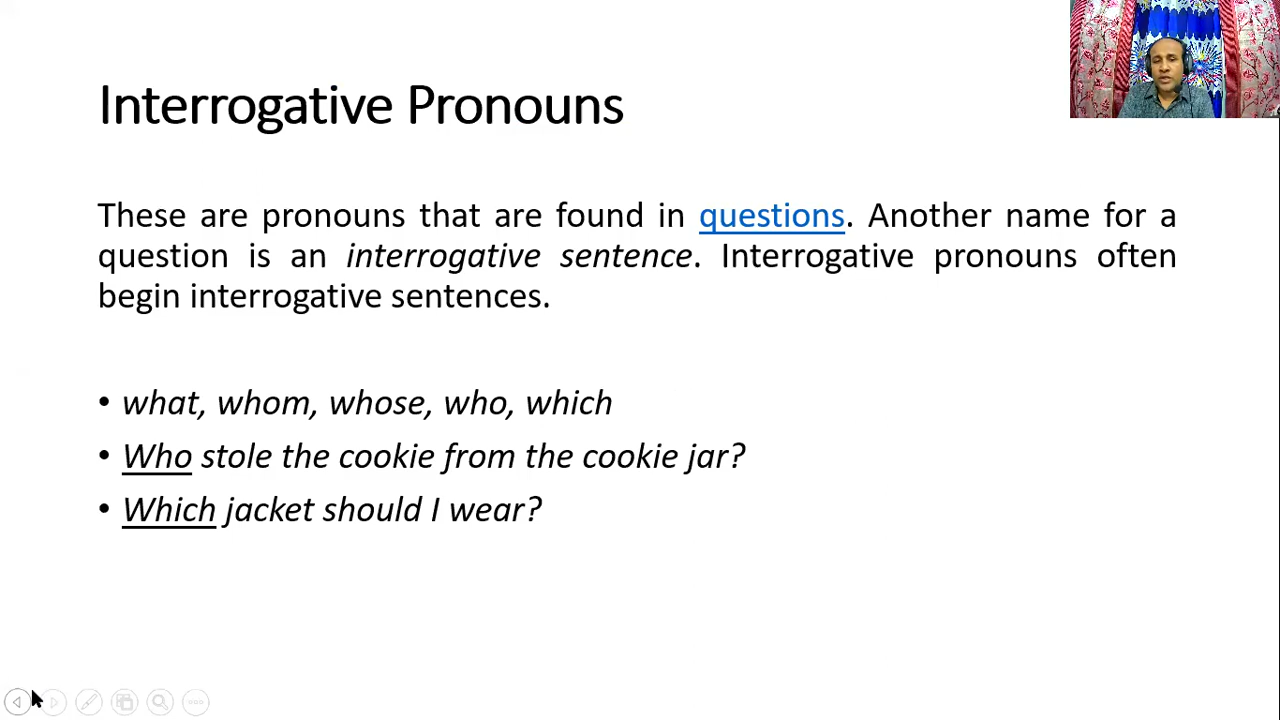 Interrogative Pronouns
These are pronouns that are found in questions. Another name for a
question is an interrogative sentence. Interrogative pronouns often
begin interrogative sentences.
• what, whom, whose, who, which
• Who stole the cookie from the cookie jar?
• Which jacket should I wear?